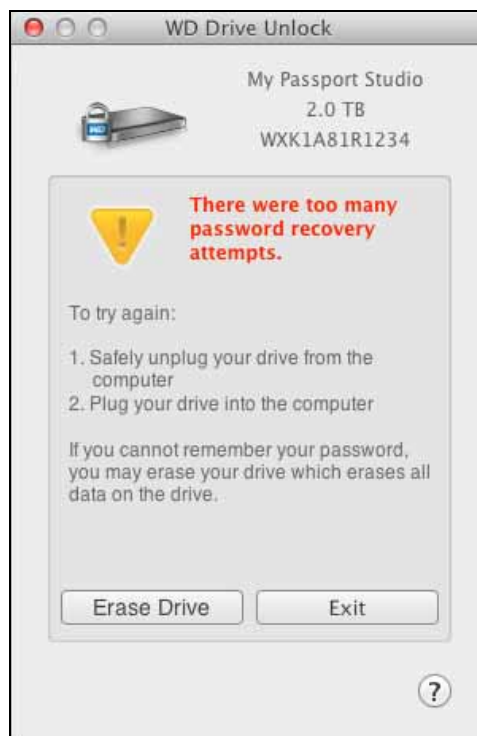 WD Drive Unlock
My Passport Studio
2.0 TB
WXK1A81R1234
WD
There were too many
password recovery
attempts.
To try again:
1. Safely unplug your drive from the
computer
2. Plug your drive into the computer
If you cannot remember your password,
you may erase your drive which erases all
data on the drive.
Erase Drive
Exit
?